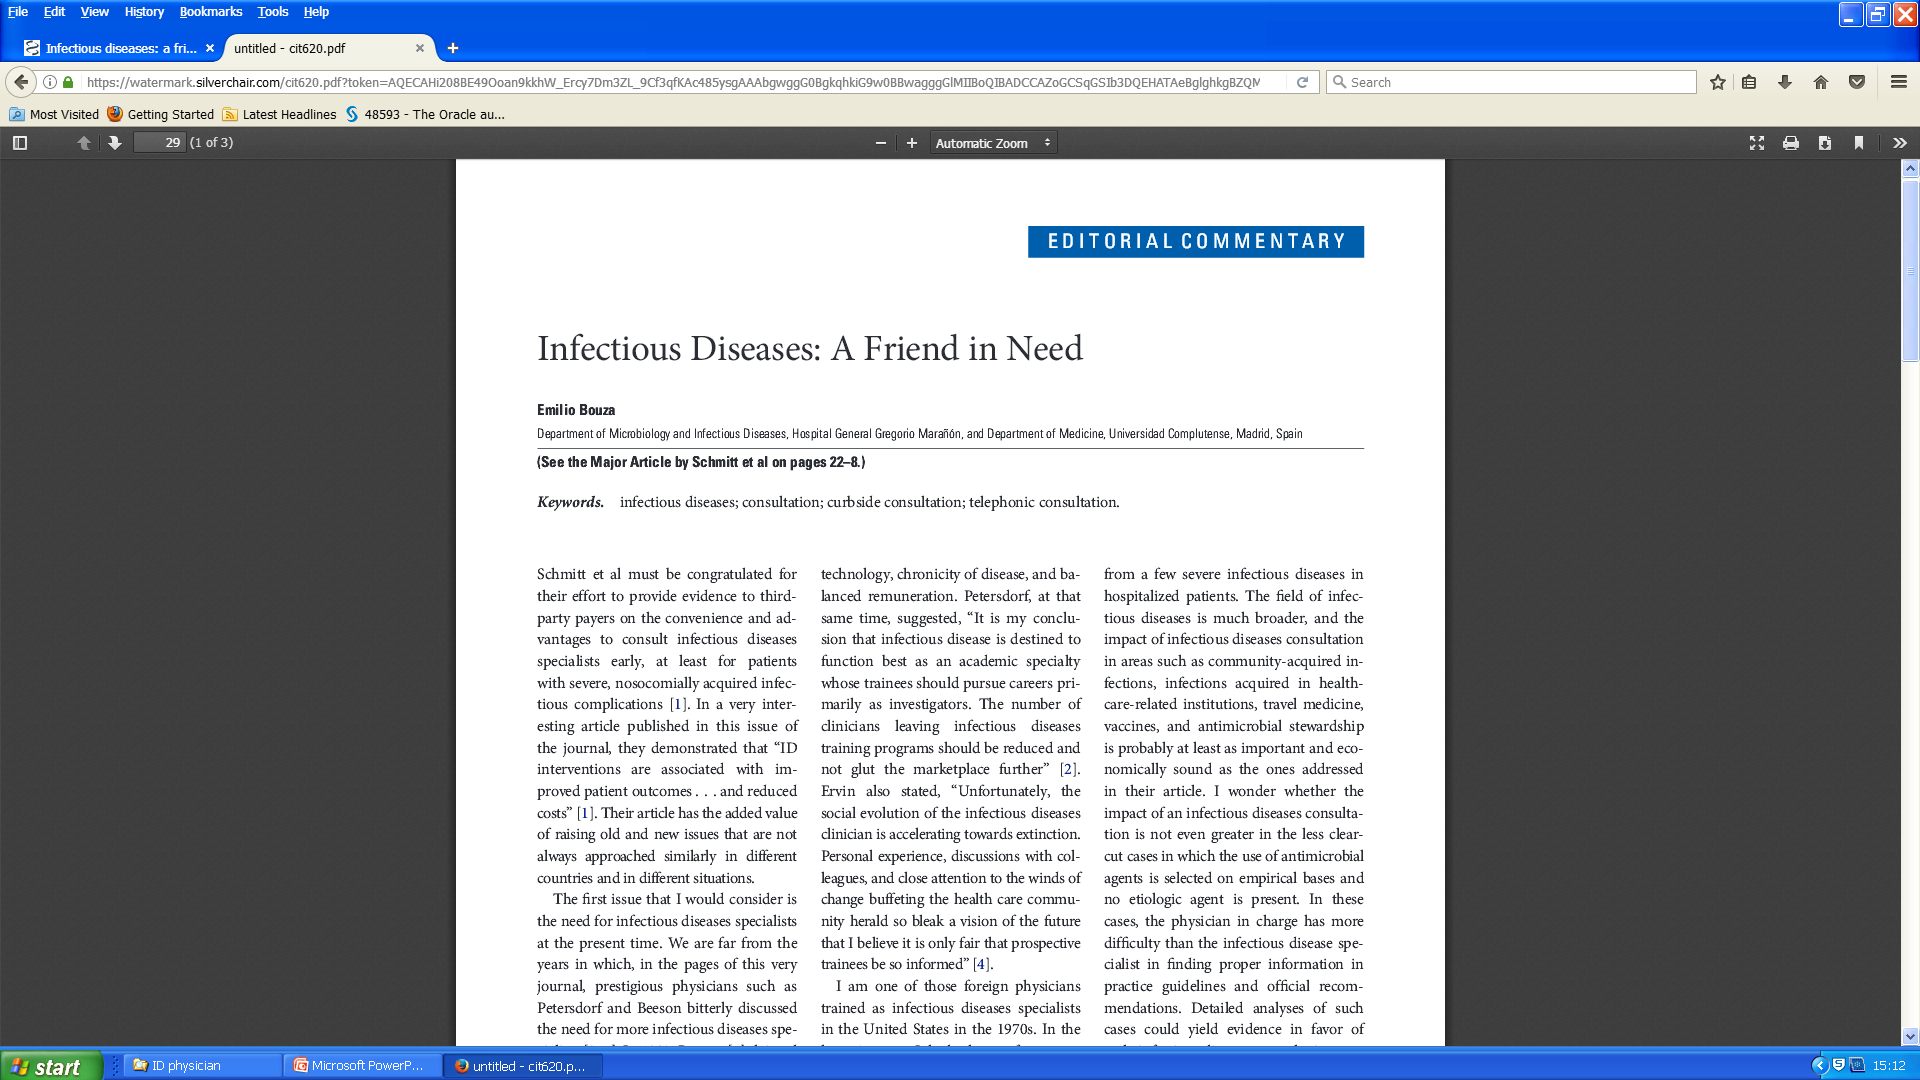 File Edit View History Bookmarks Tools Help
Infectious diseases: a fri...
untitled - cit620.pdf
https://watermark.silverchair.com/cit620.pdf?token=AQECAHi208BE49Ooan9kkhW_Ercy7Dm3ZL_9Cf3qfKAc485ysgAAAbgwggG0BgkqhkiG9w0BBwagggGlMIIBoQIBADCCAZoGCSqGSIb3DQEHATAeBglghkgBZQM
Search
Most Visited Getting Started Latest Headlines 48593 - The Oracle au...
29 (1 of 3)
Automatic Zoom
EDITORIAL COMMENTARY
Infectious Diseases: A Friend in Need
Emilio Bouza
Department of Microbiology and Infectious Diseases, Hospital General Gregorio Marañón, and Department of Medicine, Universidad Complutense, Madrid, Spain
(See the Major Article by Schmitt et al on pages 22–8.)
Keywords. infectious diseases; consultation; curbside consultation; telephonic consultation.
Schmitt et al must be congratulated for
their effort to provide evidence to third-
party payers on the convenience and ad-
vantages to consult infectious diseases
specialists early, at least for patients
with severe, nosocomially acquired infec-
tious complications [1]. In a very inter-
esting article published in this issue of
the journal, they demonstrated that “ID
interventions are associated with im-
proved patient outcomes . . . and reduced
costs” [1]. Their article has the added value
of raising old and new issues that are not
always approached similarly in different
countries and in different situations.
The first issue that I would consider is
the need for infectious diseases specialists
at the present time. We are far from the
years in which, in the pages of this very
journal, prestigious physicians such as
Petersdorf and Beeson bitterly discussed
the need for more infectious diseases spe-
technology, chronicity of disease, and ba-
lanced remuneration. Petersdorf, at that
same time, suggested, “It is my conclu-
sion that infectious disease is destined to
function best as an academic specialty
whose trainees should pursue careers pri-
marily as investigators. The number of
clinicians leaving infectious diseases
training programs should be reduced and
not glut the marketplace further” [2].
Ervin also stated, “Unfortunately, the
social evolution of the infectious diseases
clinician is accelerating towards extinction.
Personal experience, discussions with col-
leagues, and close attention to the winds of
change buffeting the health care commu-
nity herald so bleak a vision of the future
that I believe it is only fair that prospective
trainees be so informed” [4].
I am one of those foreign physicians
trained as infectious diseases specialists
in the United States in the 1970s. In the
from a few severe infectious diseases in
hospitalized patients. The field of infec-
tious diseases is much broader, and the
impact of infectious diseases consultation
in areas such as community-acquired in-
fections, infections acquired in health-
care-related institutions, travel medicine,
vaccines, and antimicrobial stewardship
is probably at least as important and eco-
nomically sound as the ones addressed
in their article. I wonder whether the
impact of an infectious diseases consulta-
tion is not even greater in the less clear-
cut cases in which the use of antimicrobial
agents is selected on empirical bases and
no etiologic agent is present. In these
cases, the physician in charge has more
difficulty than the infectious disease spe-
cialist in finding proper information in
practice guidelines and official recom-
mendations. Detailed analyses of such
cases could yield evidence in favor of
start
ID physician
Microsoft PowerP...
untitled - cit620.p...
15:12